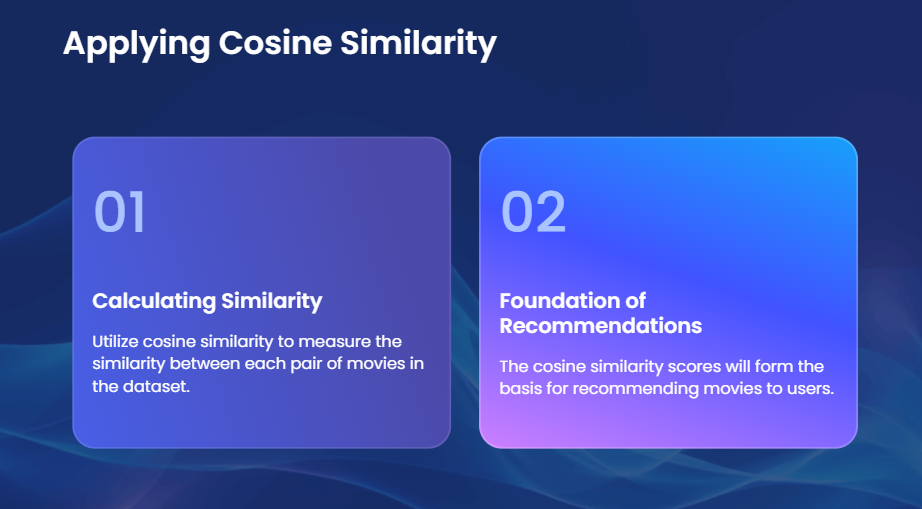 Applying Cosine Similarity
01
Calculating Similarity
Utilize cosine similarity to measure the
similarity between each pair of movies in
the dataset.
02
Foundation of
Recommendations
The cosine similarity scores will form the
basis for recommending movies to users.